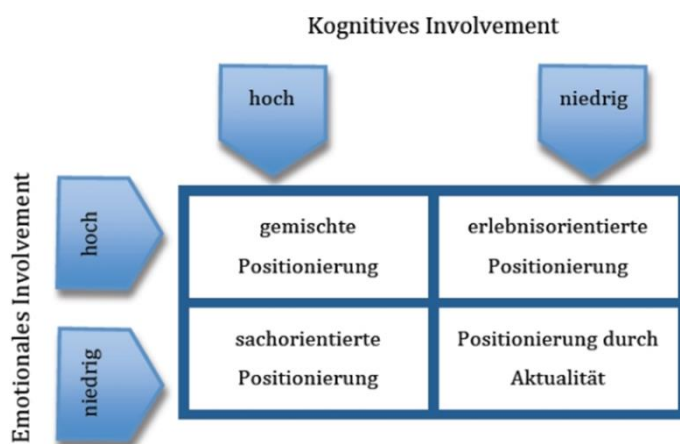 Kognitives Involvement
hoch
niedrig
Emotionales Involvement
hoch
gemischte
Positionierung
erlebnisorientierte
Positionierung
niedrig
sachorientierte
Positionierung
Positionierung durch
Aktualität